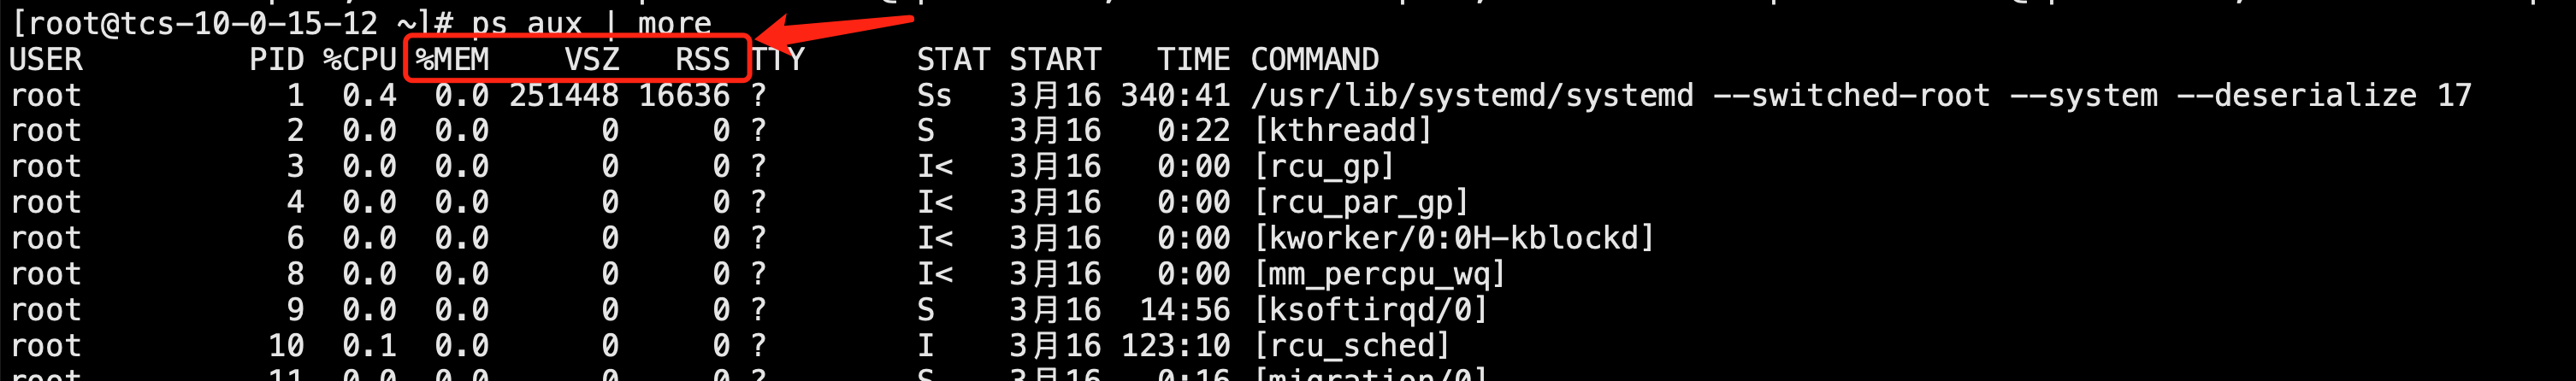 [root@tcs-10-0-15-12 ~]# ps aux | more
USER PID %CPU %MEM VSZ RSS TTY STAT START TIME COMMAND
root 1 0.4 0.0 251448 16636 ? Ss 3月16 340:41 /usr/lib/systemd/systemd --switched-root --system --deserialize 17
root 2 0.0 0.0 0 0 ? S 3月16 0:22 [kthreadd]
root 3 0.0 0.0 0 0 ? I< 3月16 0:00 [rcu_gp]
root 4 0.0 0.0 0 0 ? I< 3月16 0:00 [rcu_par_gp]
root 6 0.0 0.0 0 0 ? I< 3月16 0:00 [kworker/0:0H-kblockd]
root 8 0.0 0.0 0 0 ? I< 3月16 0:00 [mm_percpu_wq]
root 9 0.0 0.0 0 0 ? S 3月16 14:56 [ksoftirqd/0]
root 10 0.1 0.0 0 0 ? I 3月16 123:10 [rcu_sched]
root 11 0.0 0.0 0 0 ? S 3月16 0:16 [migration/0]